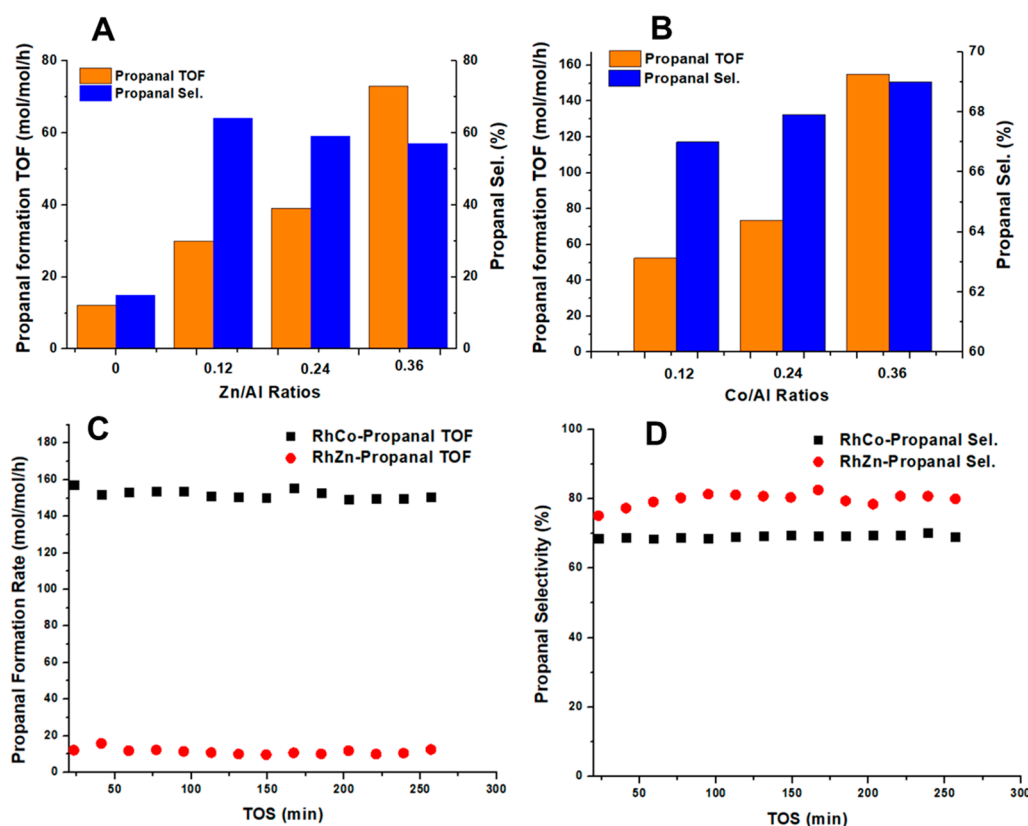 A
Propanal TOF
Propanal Sel.
Propanal formation TOF (mol/mol/h)
80
60
40
20
0
80
60
40
20
0
Propanal Sel. (%)
0 0.12 0.24 0.36
Zn/Al Ratios
B
Propanal TOF
Propanal Sel.
Propanal formation TOF (mol/mol/h)
160
140
120
100
80
60
40
20
0
70
68
66
64
62
60
Propanal Sel. (%)
0.12 0.24 0.36
Co/Al Ratios
C
RhCo-Propanal TOF
RhZn-Propanal TOF
Propanal Formation Rate (mol/mol/h)
180
160
140
120
100
80
60
40
20
0
50 100 150 200 250 300
TOS (min)
D
RhCo-Propanal Sel.
RhZn-Propanal Sel.
Propanal Selectivity (%)
100
80
60
40
20
0
50 100 150 200 250 300
TOS (min)